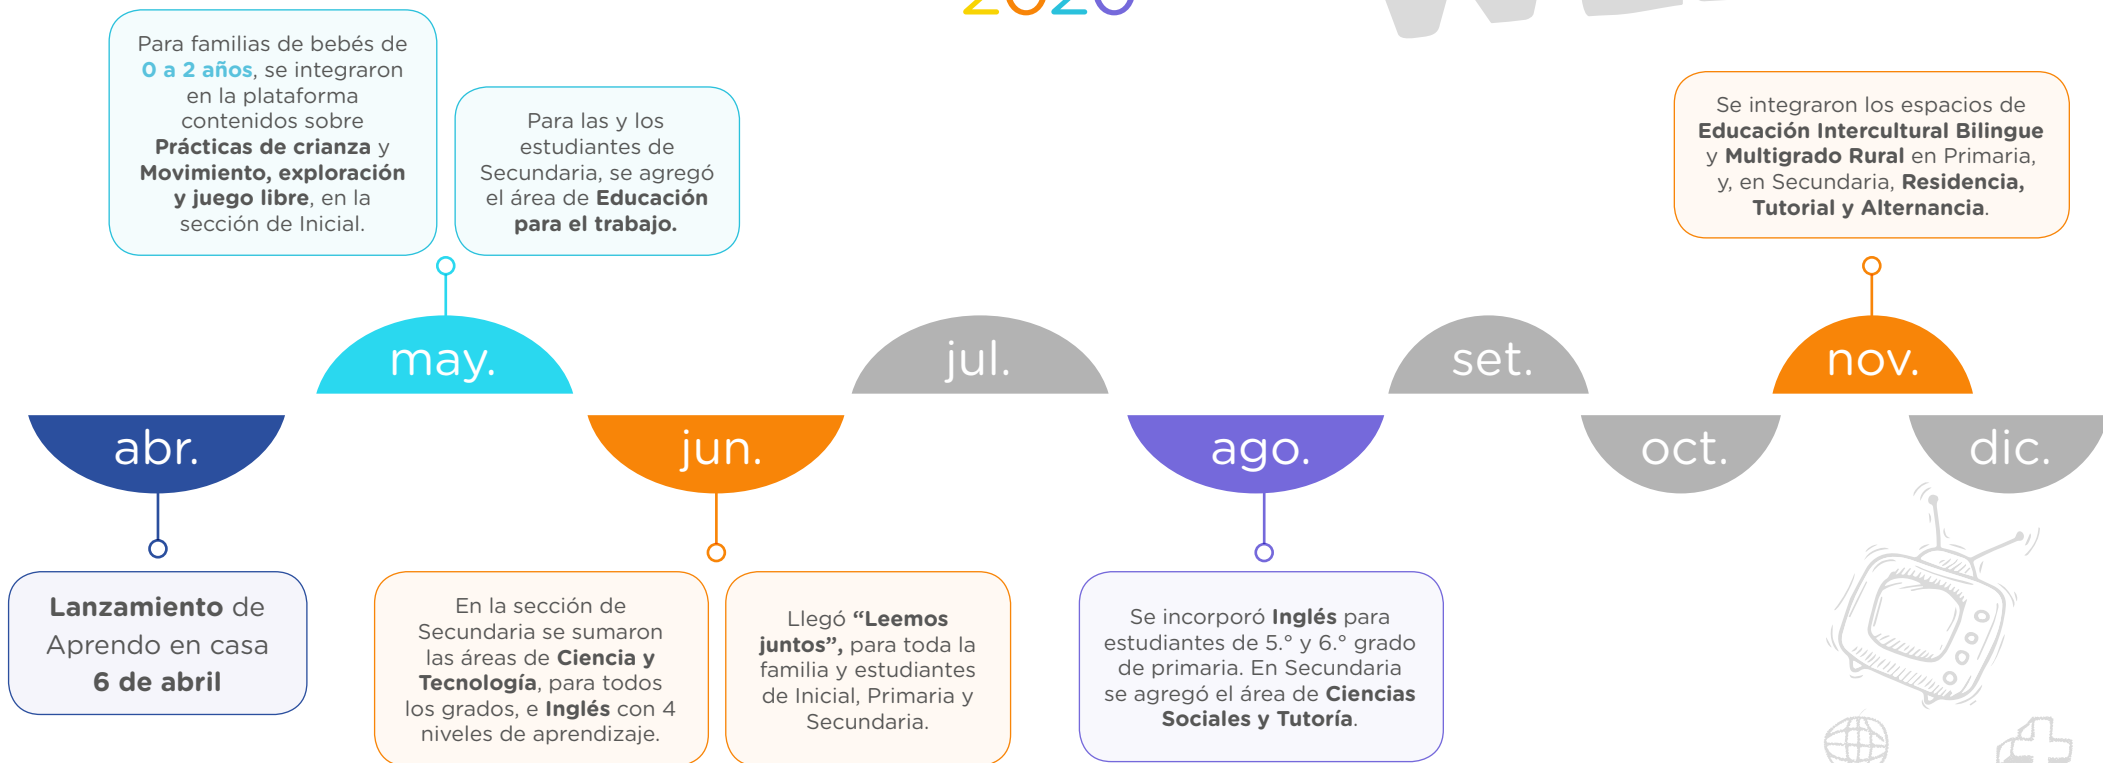 2020
Para familias de bebés de
0 a 2 años, se integraron
en la plataforma
contenidos sobre
Prácticas de crianza y
Movimiento, exploración
y juego libre, en la
sección de Inicial.
Para las y los
estudiantes de
Secundaria, se agregó
el área de Educación
para el trabajo.
Se integraron los espacios de
Educación Intercultural Bilingue
y Multigrado Rural en Primaria,
y, en Secundaria, Residencia,
Tutorial y Alternancia.
may.
jul.
set.
nov.
abr.
jun.
ago.
oct.
dic.
Lanzamiento de
Aprendo en casa
6 de abril
En la sección de
Secundaria se sumaron
las áreas de Ciencia y
Tecnología, para todos
los grados, e Inglés con 4
niveles de aprendizaje.
Llegó “Leemos
juntos”, para toda la
familia y estudiantes
de Inicial, Primaria y
Secundaria.
Se incorporó Inglés para
estudiantes de 5.° y 6.° grado
de primaria. En Secundaria
se agregó el área de Ciencias
Sociales y Tutoría.